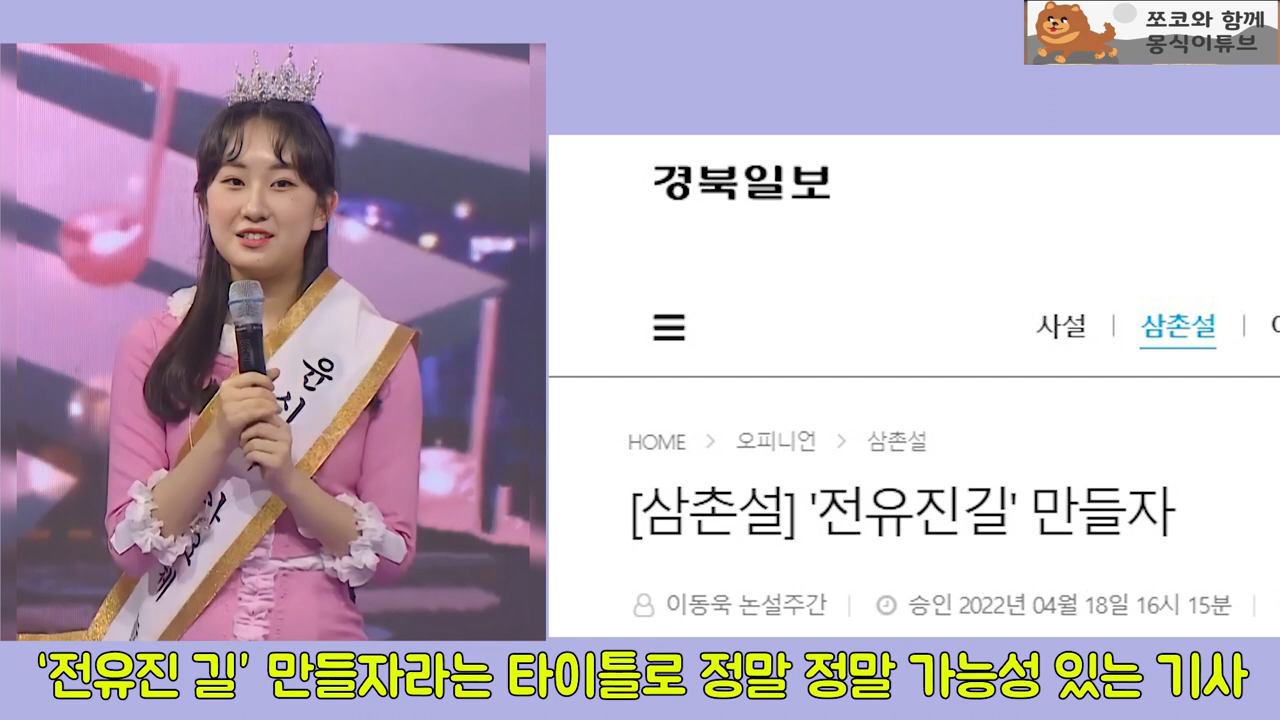 쪼코와 함께
몽식이튜브
경북일보
사설 | 삼촌설 |
HOME > 오피니언 > 삼촌설
[삼촌설] '전유진길' 만들자
이동욱 논설주간 | 승인 2022년 04월 18일 16시 15분 |
윤
'전유진 길' 만들자라는 타이틀로 정말 정말 가능성 있는 기사